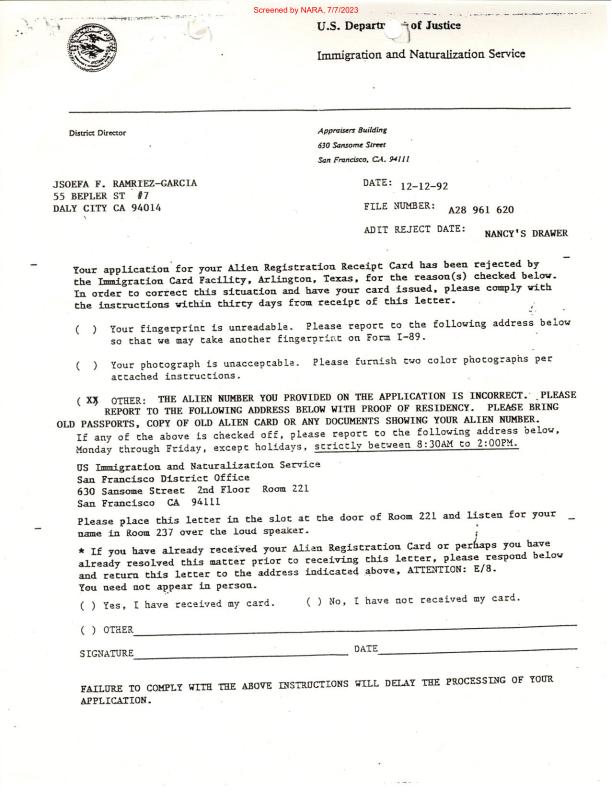 Screened by NARA, 7/7/2023
U.S. Departm of Justice
Immigration and Naturalization Service
District Director
Appraisers Building
630 Sansome Street
San Francisco, CA. 94111
JSOEFA F. RAMRIEZ-GARCIA
55 BEPLER ST #7
DALY CITY CA 94014
DATE: 12-12-92
FILE NUMBER: A28 961 620
ADIT REJECT DATE: NANCY'S DRAWER
Your application for your Alien Registration Receipt Card has been rejected by
the Immigration Card Facility, Arlington, Texas, for the reason(s) checked below.
In order to correct this situation and have your card issued, please comply with
the instructions within thirty days from receipt of this letter.
( ) Your fingerprint is unreadable. Please report to the following address below
so that we may take another fingerprint on Form I-89.
( ) Your photograph is unacceptable. Please furnish two color photographs per
attached instructions.
( XX OTHER: THE ALIEN NUMBER YOU PROVIDED ON THE APPLICATION IS INCORRECT. PLEASE
REPORT TO THE FOLLOWING ADDRESS BELOW WITH PROOF OF RESIDENCY. PLEASE BRING
OLD PASSPORTS, COPY OF OLD ALIEN CARD OR ANY DOCUMENTS SHOWING YOUR ALIEN NUMBER.
If any of the above is checked off, please report to the following address below,
Monday through Friday, except holidays, strictly between 8:30AM to 2:00PM.
US Immigration and Naturalization Service
San Francisco District Office
630 Sansome Street 2nd Floor Room 221
San Francisco CA 94111
Please place this letter in the slot at the door of Room 221 and listen for your
name in Room 237 over the loud speaker.
* If you have already received your Alien Registration Card or perhaps you have
already resolved this matter prior to receiving this letter, please respond below
and return this letter to the address indicated above, ATTENTION: E/8.
You need not appear in person.
( ) Yes, I have received my card. ( ) No, I have not received my card.
( ) OTHER
SIGNATURE DATE
FAILURE TO COMPLY WITH THE ABOVE INSTRUCTIONS WILL DELAY THE PROCESSING OF YOUR
APPLICATION.